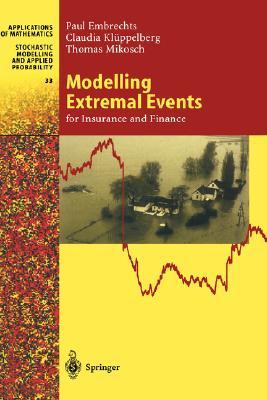 APPLICATIONS OF
MATHEMATICS
STOCHASTIC
MODELLING
AND APPLIED
PROBABILITY
33
Paul Embrechts
Claudia Klüppelberg
Thomas Mikosch
Modelling
Extremal Events
for Insurance and Finance
Springer